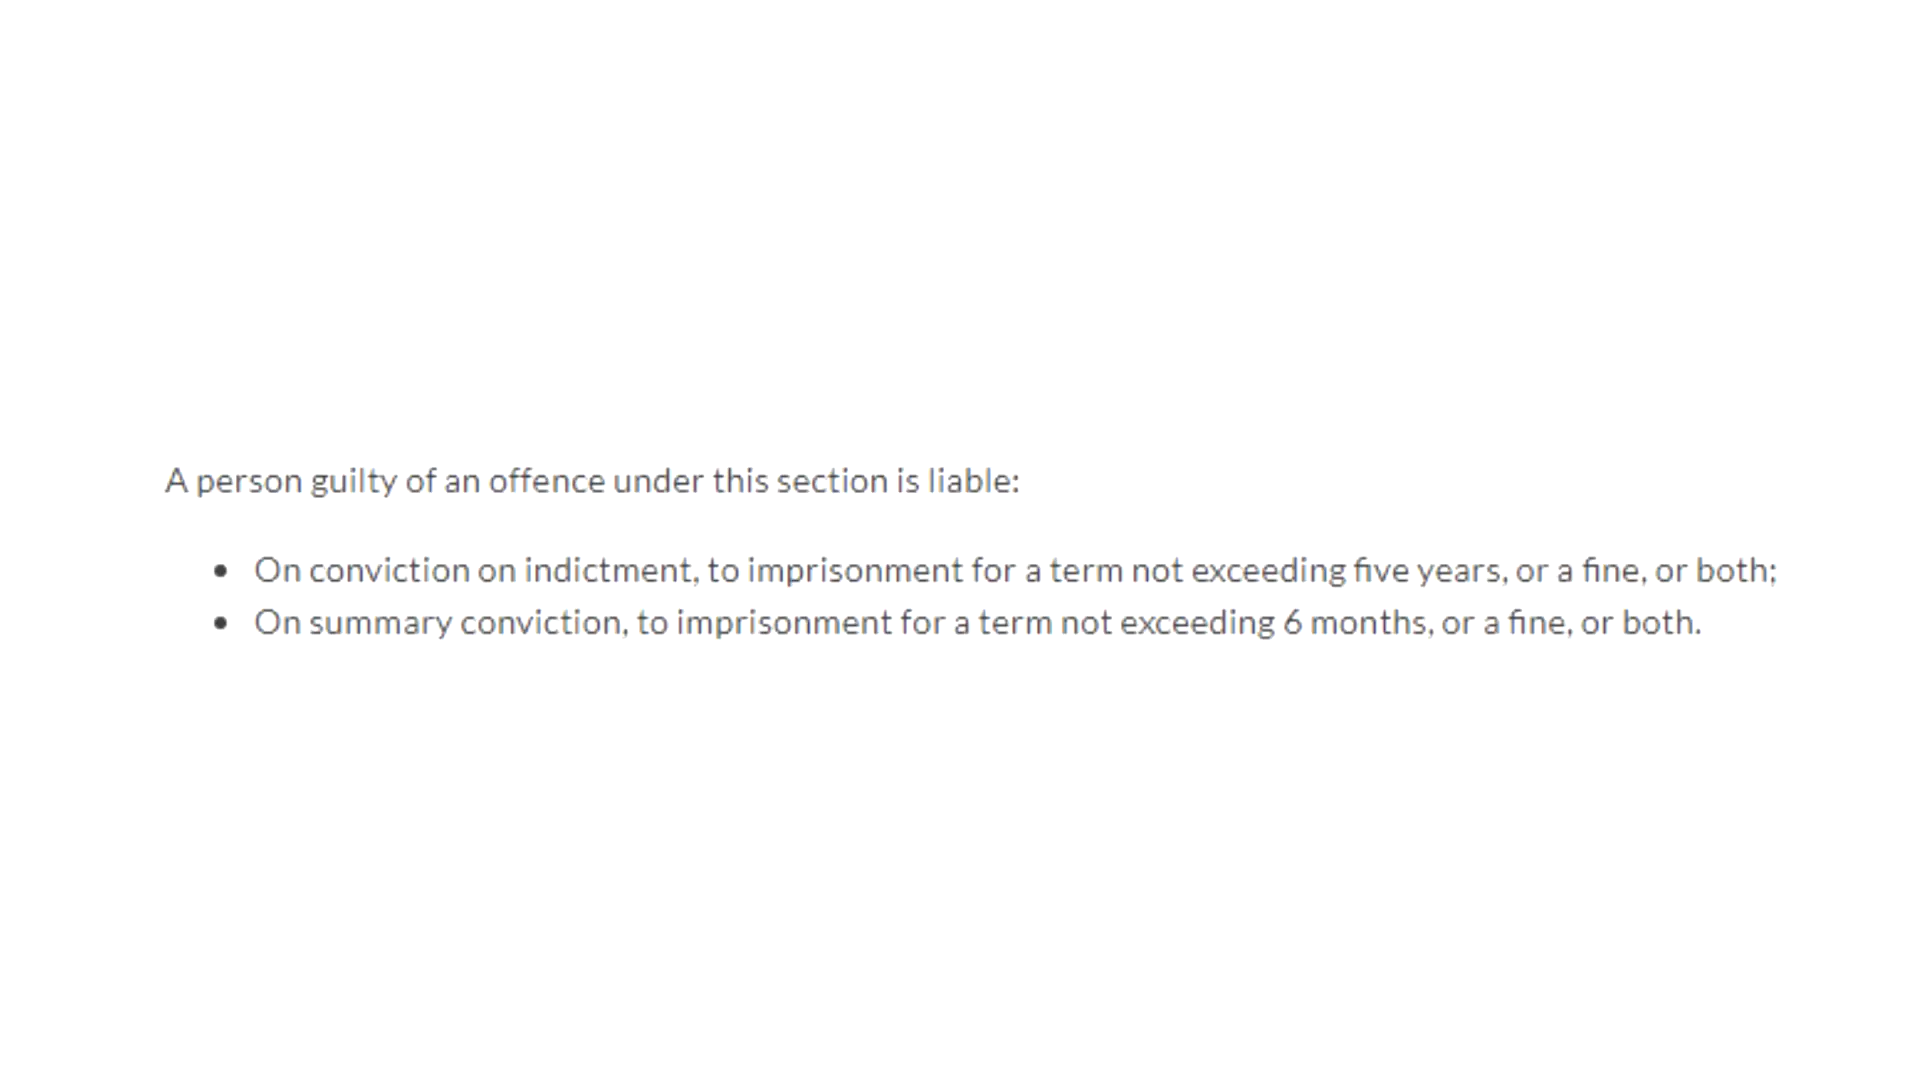 A person guilty of an offence under this section is liable:
• On conviction on indictment, to imprisonment for a term not exceeding five years, or a fine, or both;
• On summary conviction, to imprisonment for a term not exceeding 6 months, or a fine, or both.